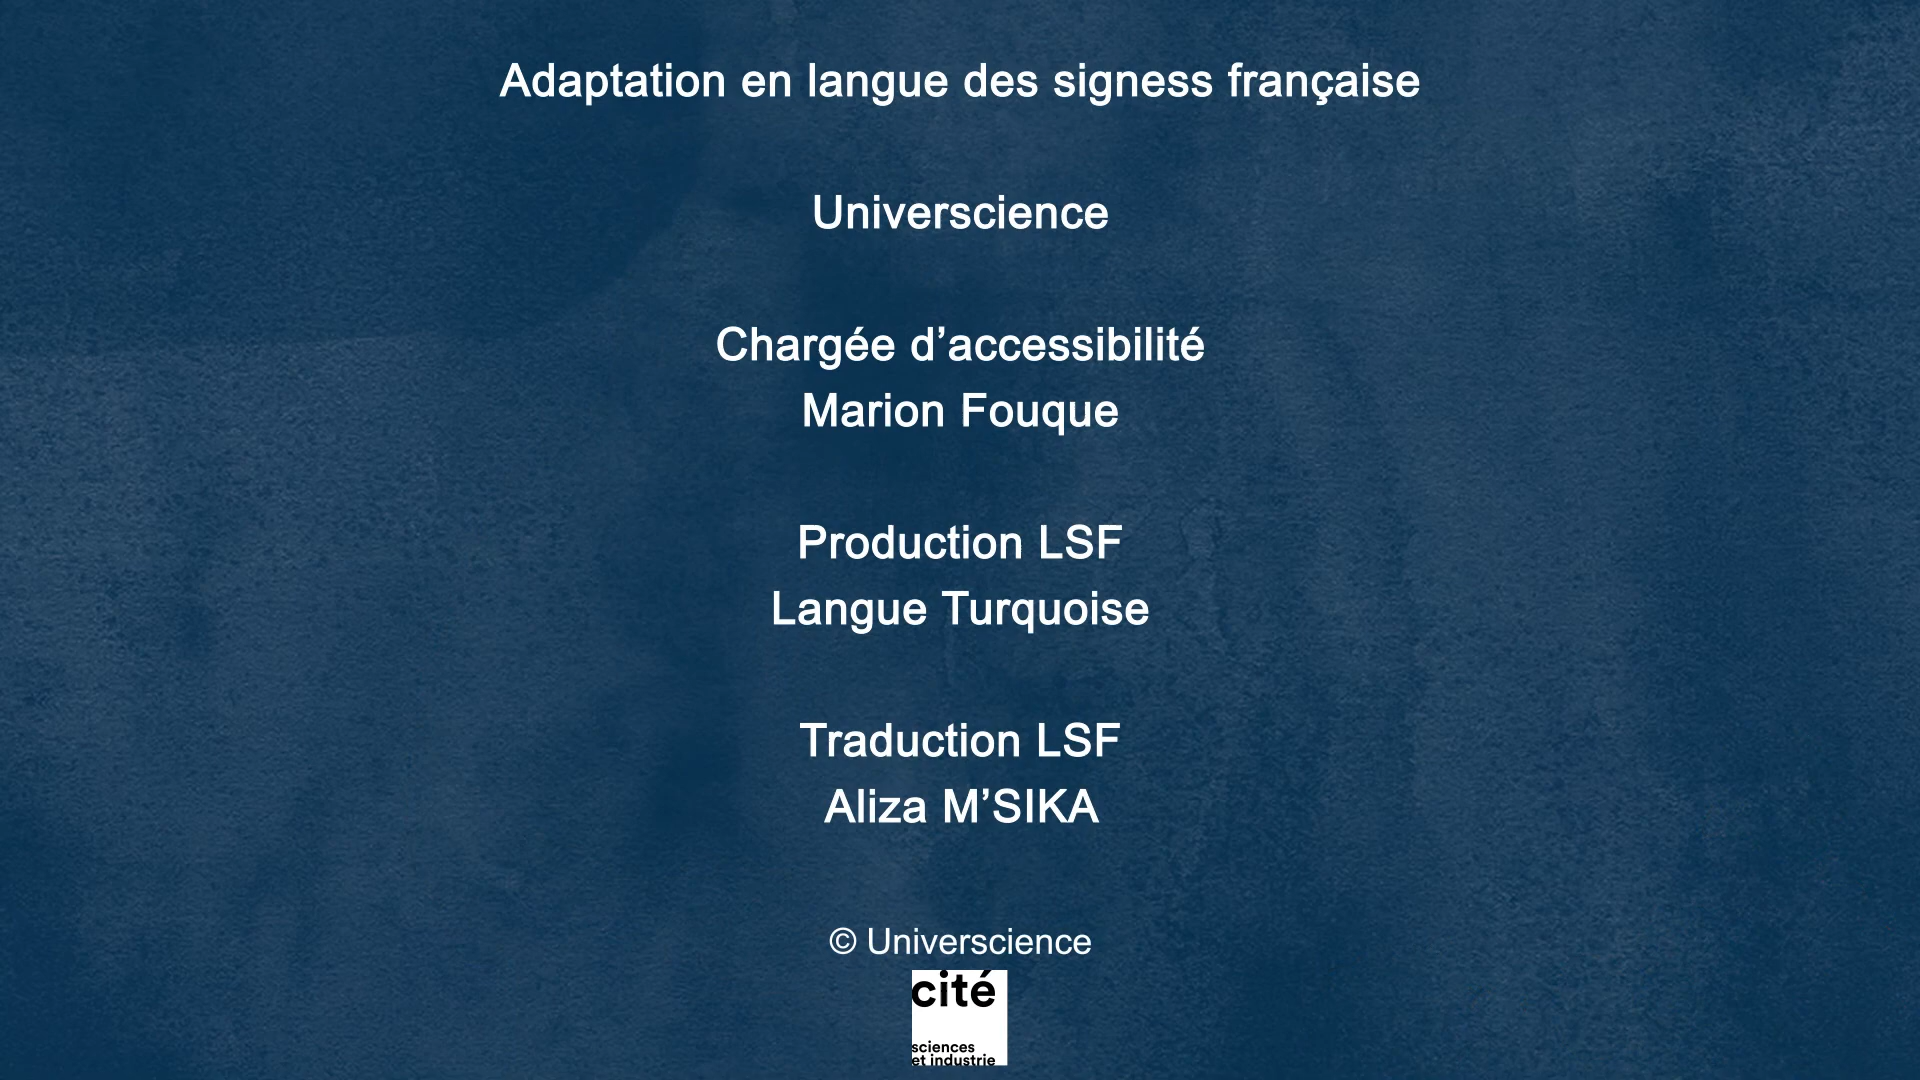 Adaptation en langue des signess française
Universcience
Chargée d’accessibilité
Marion Fouque
Production LSF
Langue Turquoise
Traduction LSF
Aliza M’SIKA
© Universcience
cité
sciences
et industrie